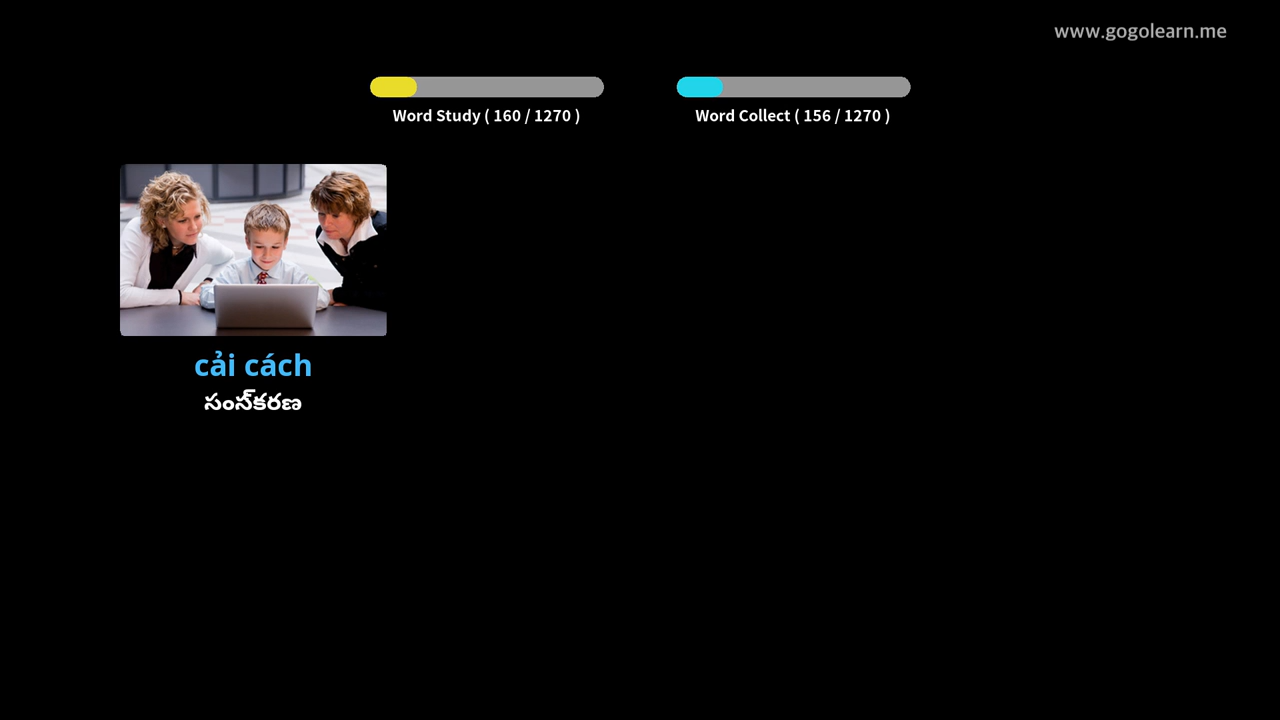 www.gogolearn.me
Word Study ( 160 / 1270 )
Word Collect ( 156 / 1270 )
cải cách
సంస్‌కరణ